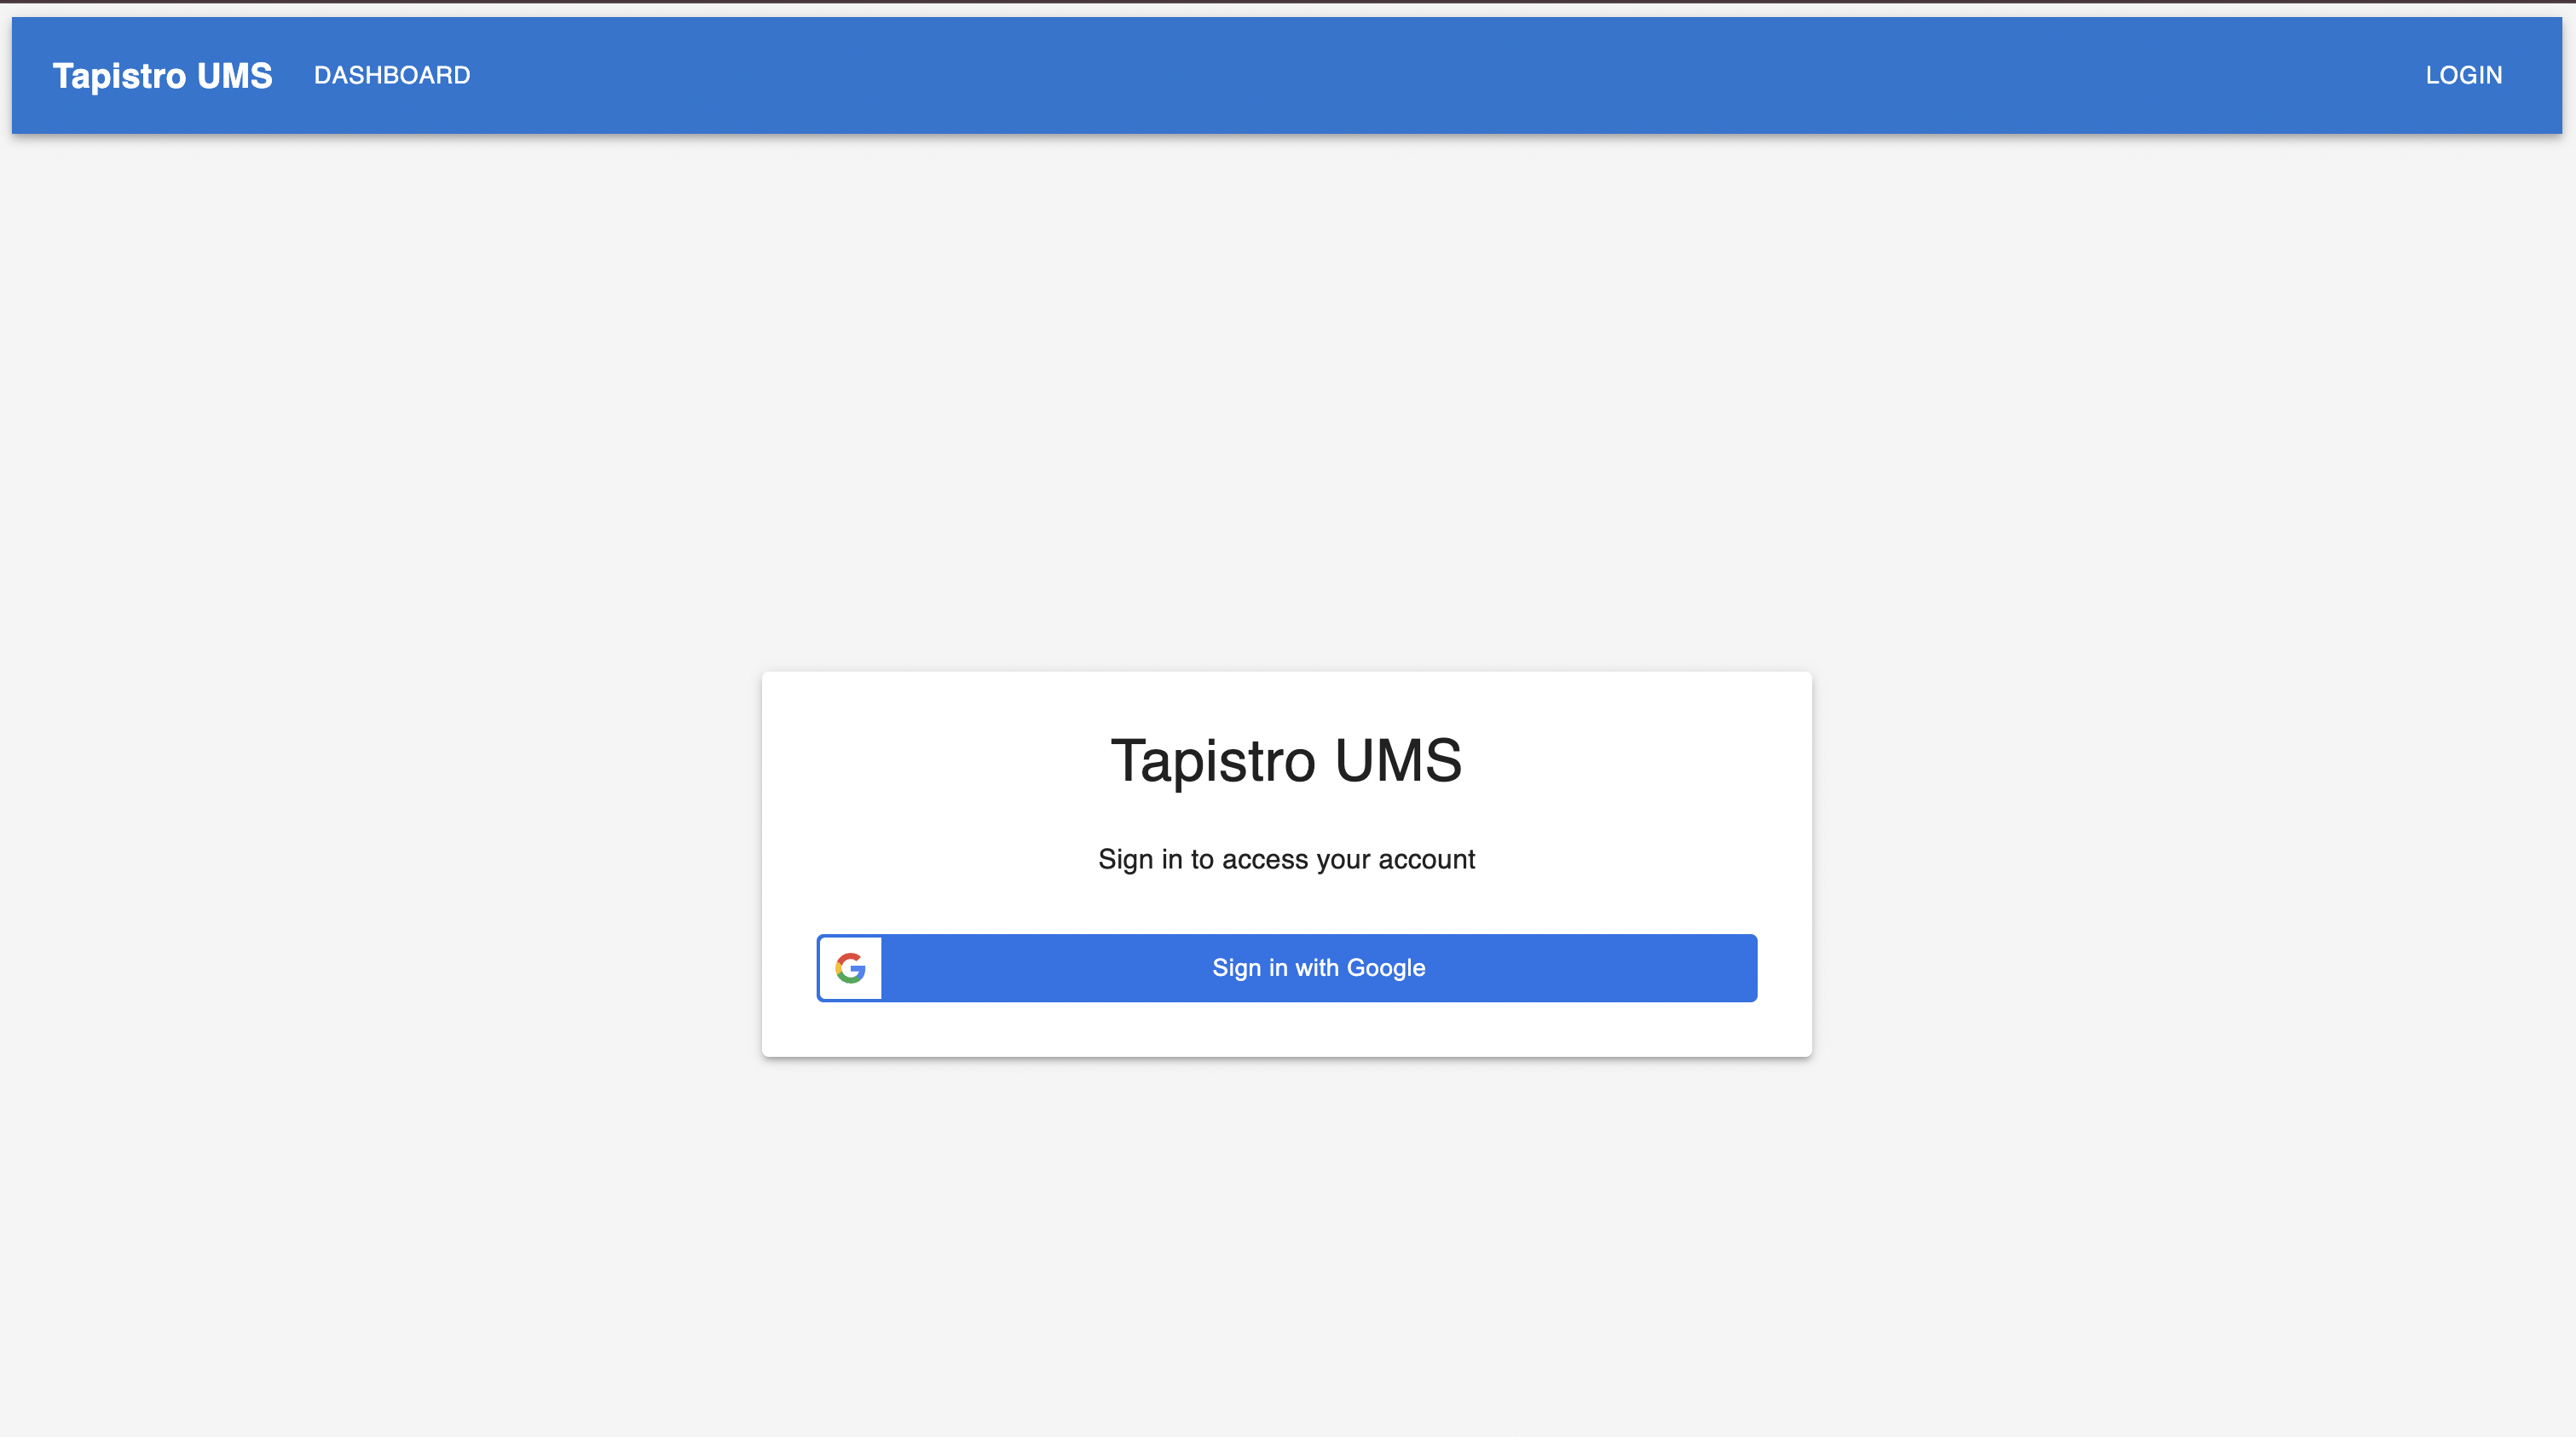 Tapistro UMS DASHBOARD LOGIN
Tapistro UMS
Sign in to access your account
Sign in with Google